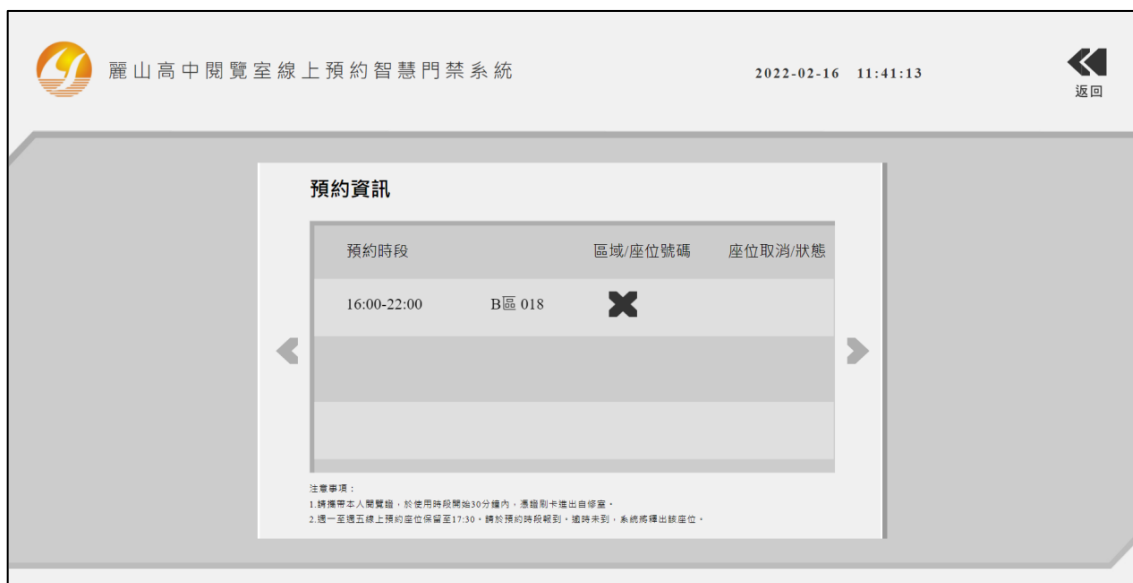 麗山高中閱覽室線上預約智慧門禁系統
2022-02-16 11:41:13
返回
預約資訊
預約時段 區域/座位號碼 座位取消/狀態
16:00-22:00 B區 018
注意事項：
1.請攜帶本人閱覽證，於使用時段開始30分鐘內，憑證刷卡進出自修室。
2.週一至週五線上預約座位保留至17:30。請於預約時段報到。逾時未到，系統將釋出該座位。